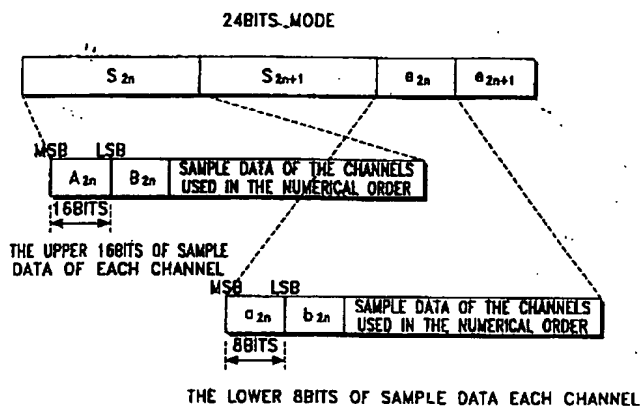 24BITS MODE
S2n S2n+1 e2n e2n+1
MSB LSB
A2n B2n SAMPLE DATA OF THE CHANNELS
USED IN THE NUMERICAL ORDER
16BITS
THE UPPER 16BITS OF SAMPLE
DATA OF EACH CHANNEL
MSB LSB
a2n b2n SAMPLE DATA OF THE CHANNELS
USED IN THE NUMERICAL ORDER
8BITS
THE LOWER 8BITS OF SAMPLE DATA EACH CHANNEL